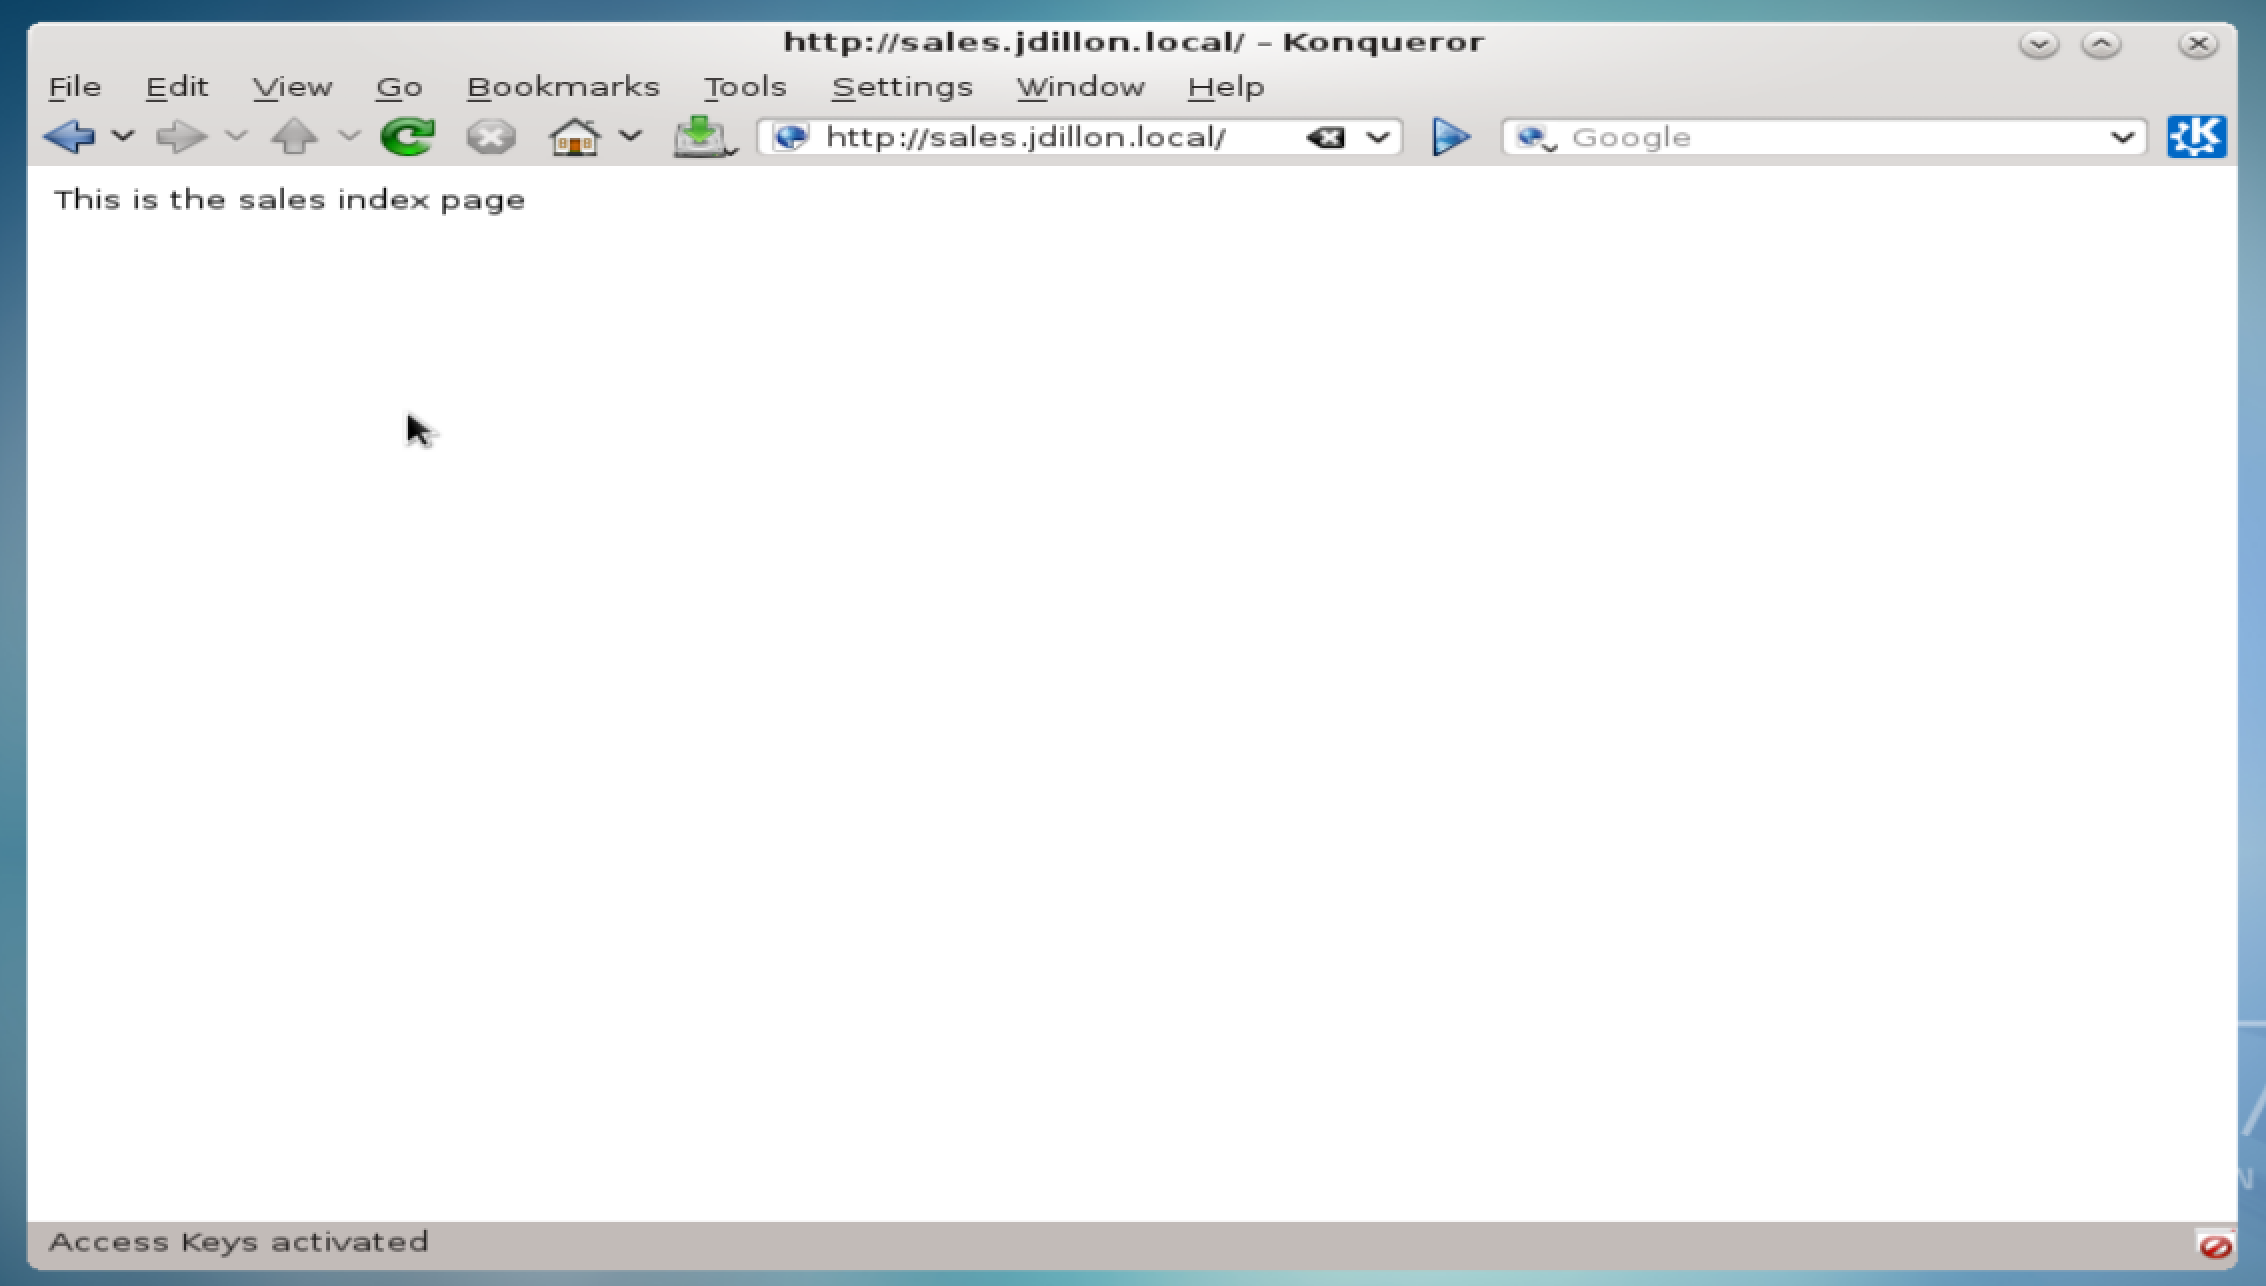 http://sales.jdillon.local/ – Konqueror
File Edit View Go Bookmarks Tools Settings Window Help
http://sales.jdillon.local/ Google
This is the sales index page
Access Keys activated
N